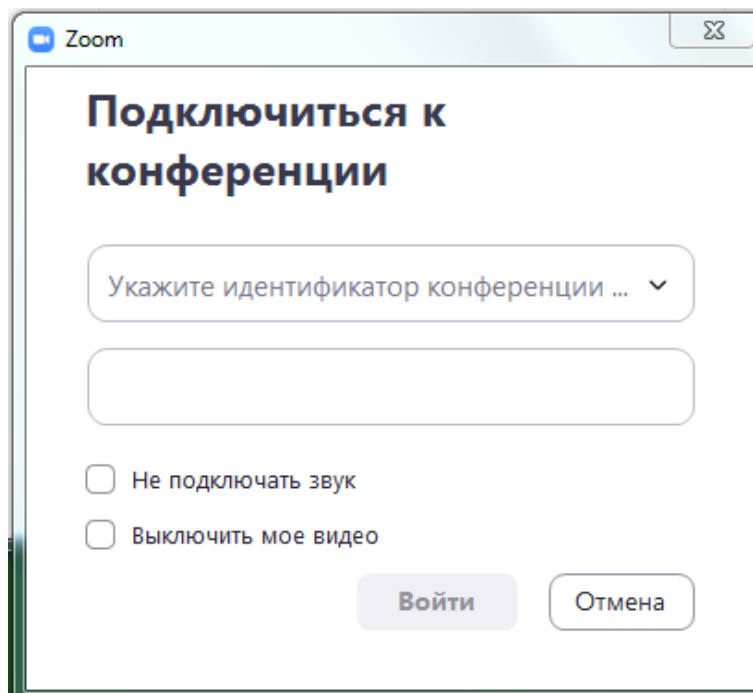 Zoom
Подключиться к
конференции
Укажите идентификатор конференции ...
Не подключать звук
Выключить мое видео
Войти
Отмена